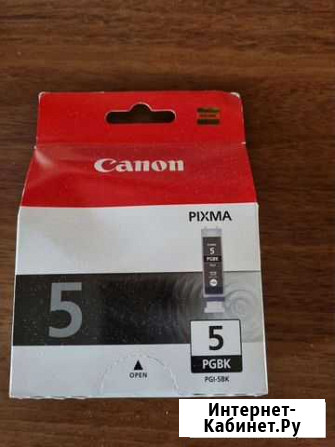 Canon
PIXMA
5
PGBK
5
5
PGBK
OPEN
PGI-5BK
Интернет-
Кабинет.Ру